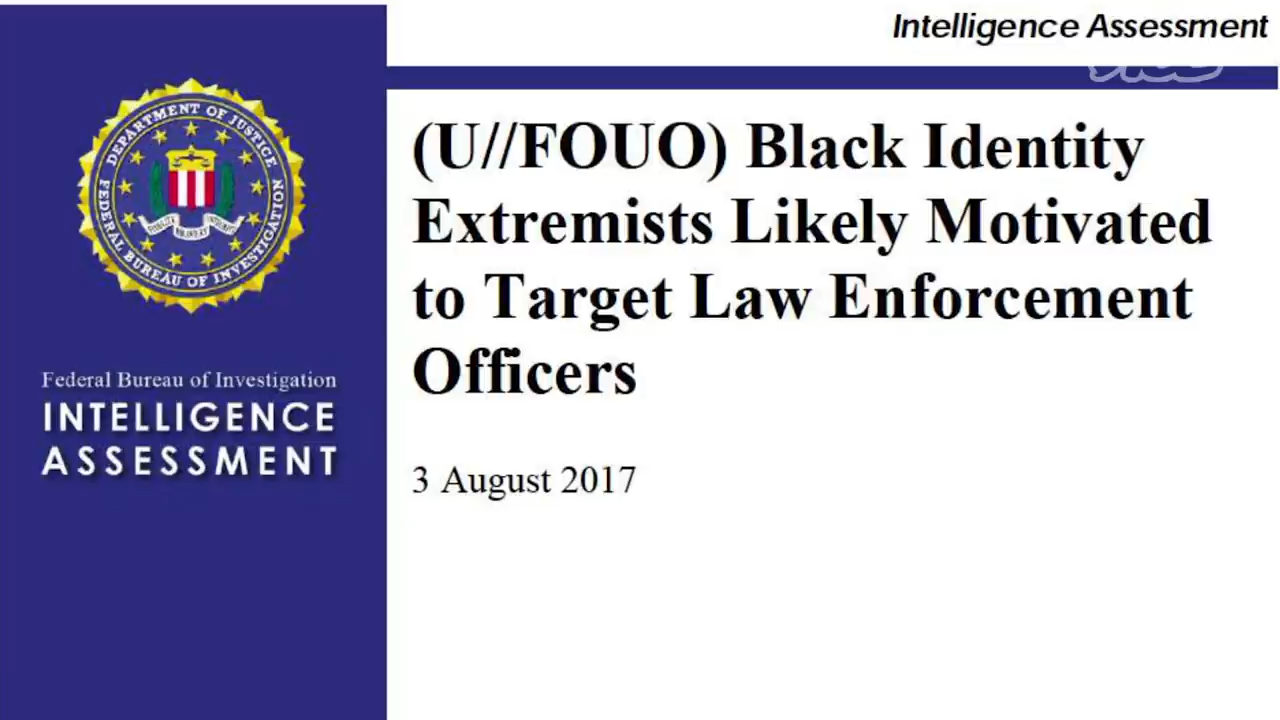 Intelligence Assessment
DEPARTMENT OF JUSTICE
FEDERAL BUREAU OF INVESTIGATION
(U//FOUO) Black Identity
Extremists Likely Motivated
to Target Law Enforcement
Officers
Federal Bureau of Investigation
INTELLIGENCE
ASSESSMENT
3 August 2017